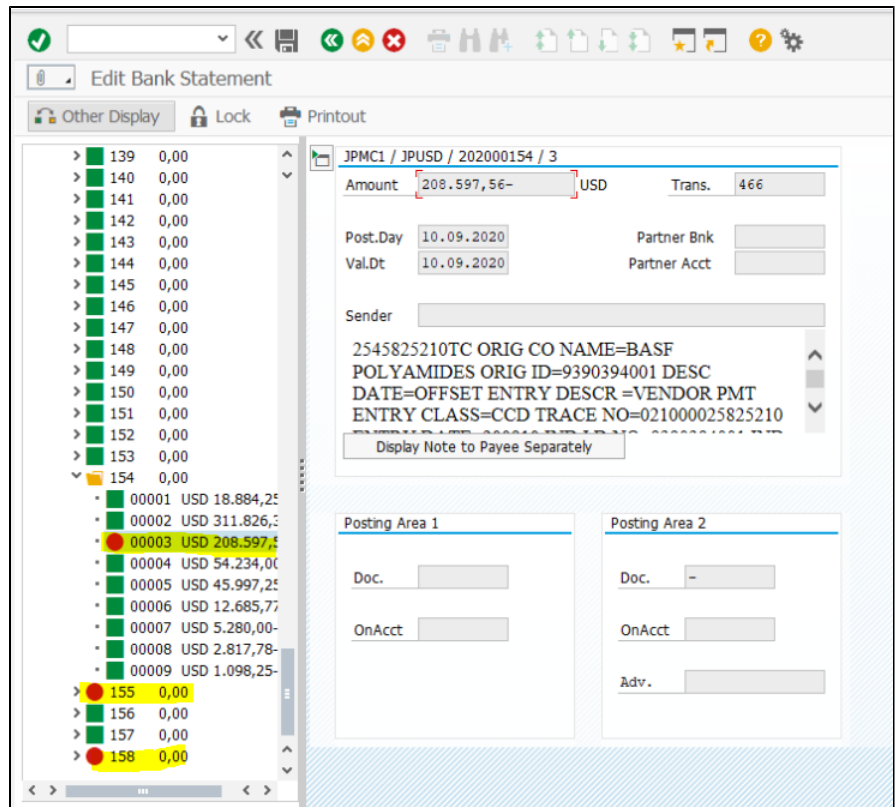 Edit Bank Statement
Other Display
Lock
Printout
139 0,00
140 0,00
141 0,00
142 0,00
143 0,00
144 0,00
145 0,00
146 0,00
147 0,00
148 0,00
149 0,00
150 0,00
151 0,00
152 0,00
153 0,00
154 0,00
00001 USD 18.884,25
00002 USD 311.826,3
00003 USD 208.597,5
00004 USD 54.234,00
00005 USD 45.997,25
00006 USD 12.685,77
00007 USD 5.280,00-
00008 USD 2.817,78-
00009 USD 1.098,25-
155 0,00
156 0,00
157 0,00
158 0,00
JPMC1 / JPUSD / 202000154 / 3
Amount 208.597,56- USD Trans. 466
Post.Day 10.09.2020 Partner Bnk
Val.Dt 10.09.2020 Partner Acct
Sender
2545825210TC ORIG CO NAME=BASF
POLYAMIDES ORIG ID=9390394001 DESC
DATE=OFFSET ENTRY DESCR =VENDOR PMT
ENTRY CLASS=CCD TRACE NO=021000025825210
Display Note to Payee Separately
Posting Area 1
Doc.
OnAcct
Posting Area 2
Doc. -
OnAcct
Adv.